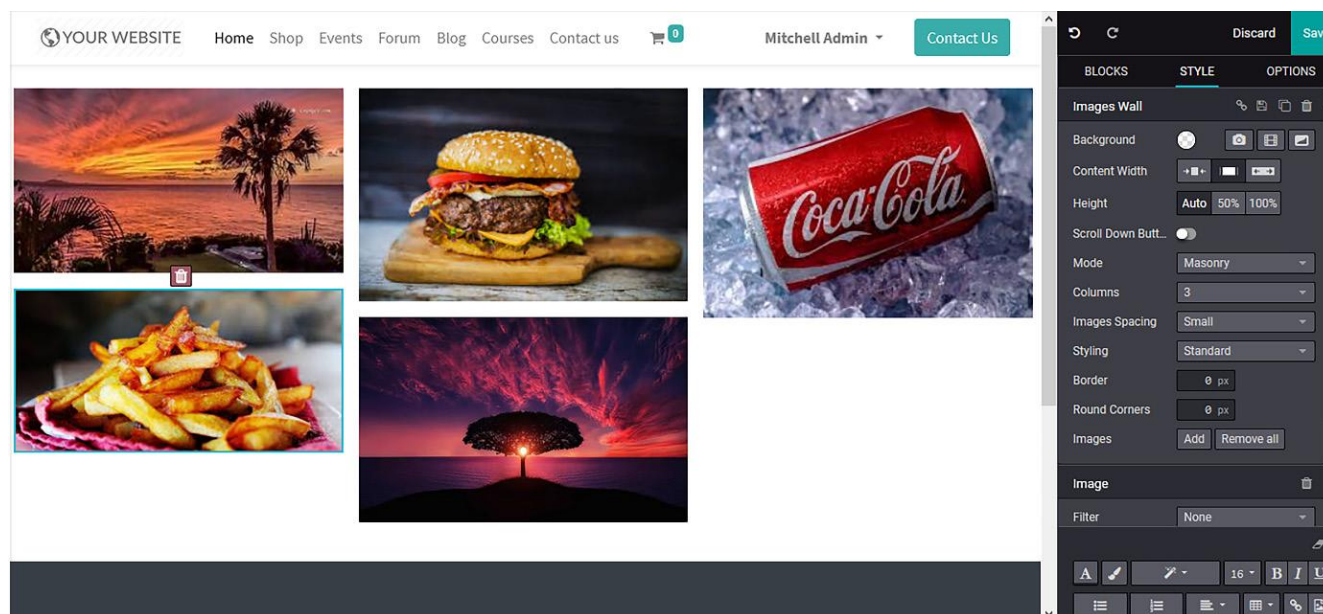 YOUR WEBSITE
Home Shop Events Forum Blog Courses Contact us 0 Mitchell Admin Contact Us
Coca-Cola
Discard Sav
BLOCKS STYLE OPTIONS
Images Wall
Background
Content Width
Height Auto 50% 100%
Scroll Down Butt...
Mode Masonry
Columns 3
Images Spacing Small
Styling Standard
Border 0 px
Round Corners 0 px
Images Add Remove all
Image
Filter None
A 16 B I U